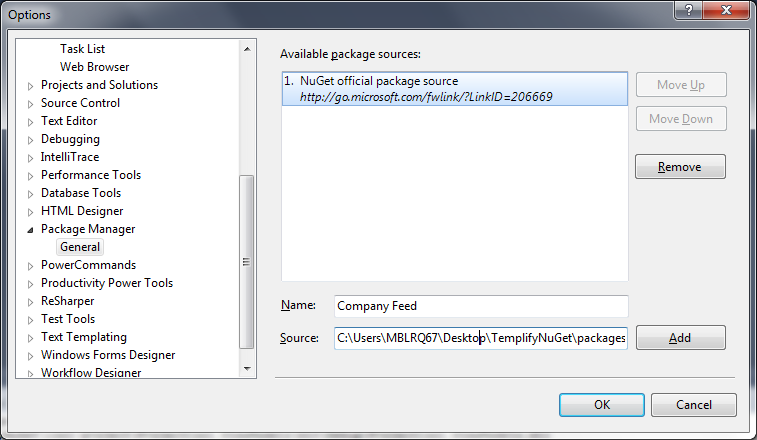 Options
Task List
Web Browser
Projects and Solutions
Source Control
Text Editor
Debugging
IntelliTrace
Performance Tools
Database Tools
HTML Designer
Package Manager
General
PowerCommands
Productivity Power Tools
ReSharper
Test Tools
Text Templating
Windows Forms Designer
Workflow Designer
Available package sources:
1. NuGet official package source
http://go.microsoft.com/fwlink/?LinkID=206669
Move Up
Move Down
Remove
Name: Company Feed
Source: C:\Users\MBLRQ67\Desktop\TemplifyNuGet\packages
Add
OK
Cancel